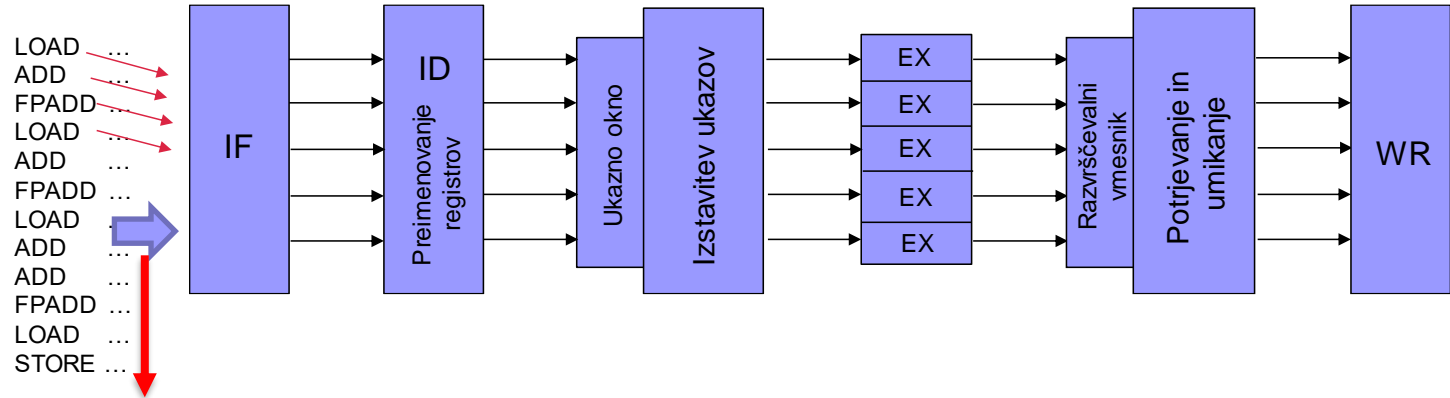 LOAD …
ADD …
FPADD …
LOAD …
ADD …
FPADD …
LOAD …
ADD …
ADD …
FPADD …
LOAD …
STORE …
IF
ID
Preimenovanje
registrov
Ukazno okno
Izstavitev ukazov
EX
EX
EX
EX
EX
Razvrščevalni
vmesnik
Potrjevanje in
umikanje
WR